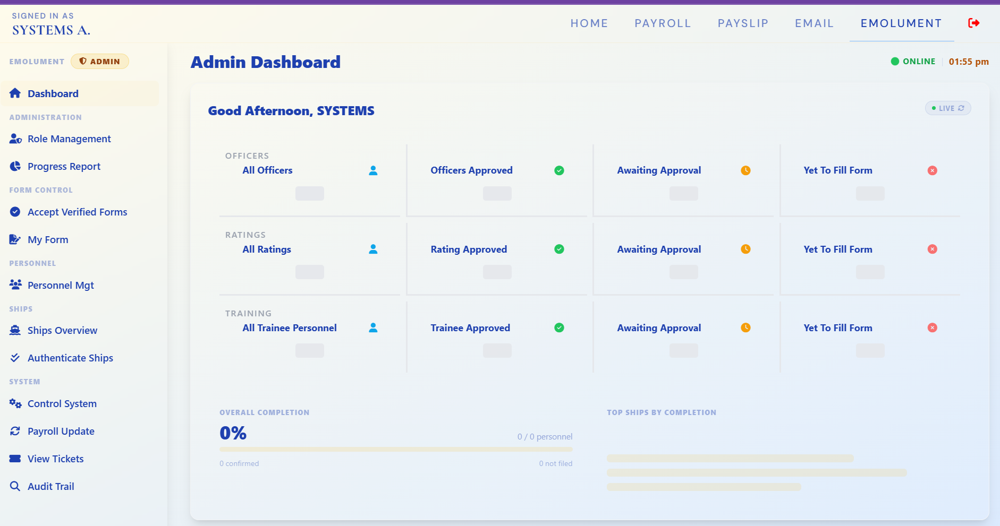 SIGNED IN AS
SYSTEMS A.
HOME PAYROLL PAYSLIP EMAIL EMOLUMENT
EMOLUMENT ADMIN
Dashboard
ADMINISTRATION
Role Management
Progress Report
FORM CONTROL
Accept Verified Forms
My Form
PERSONNEL
Personnel Mgt
SHIPS
Ships Overview
Authenticate Ships
SYSTEM
Control System
Payroll Update
View Tickets
Audit Trail
Admin Dashboard
ONLINE 01:55 pm
Good Afternoon, SYSTEMS
LIVE
OFFICERS
All Officers Officers Approved Awaiting Approval Yet To Fill Form
RATINGS
All Ratings Rating Approved Awaiting Approval Yet To Fill Form
TRAINING
All Trainee Personnel Trainee Approved Awaiting Approval Yet To Fill Form
OVERALL COMPLETION
0%
0 / 0 personnel
0 confirmed 0 not filed
TOP SHIPS BY COMPLETION